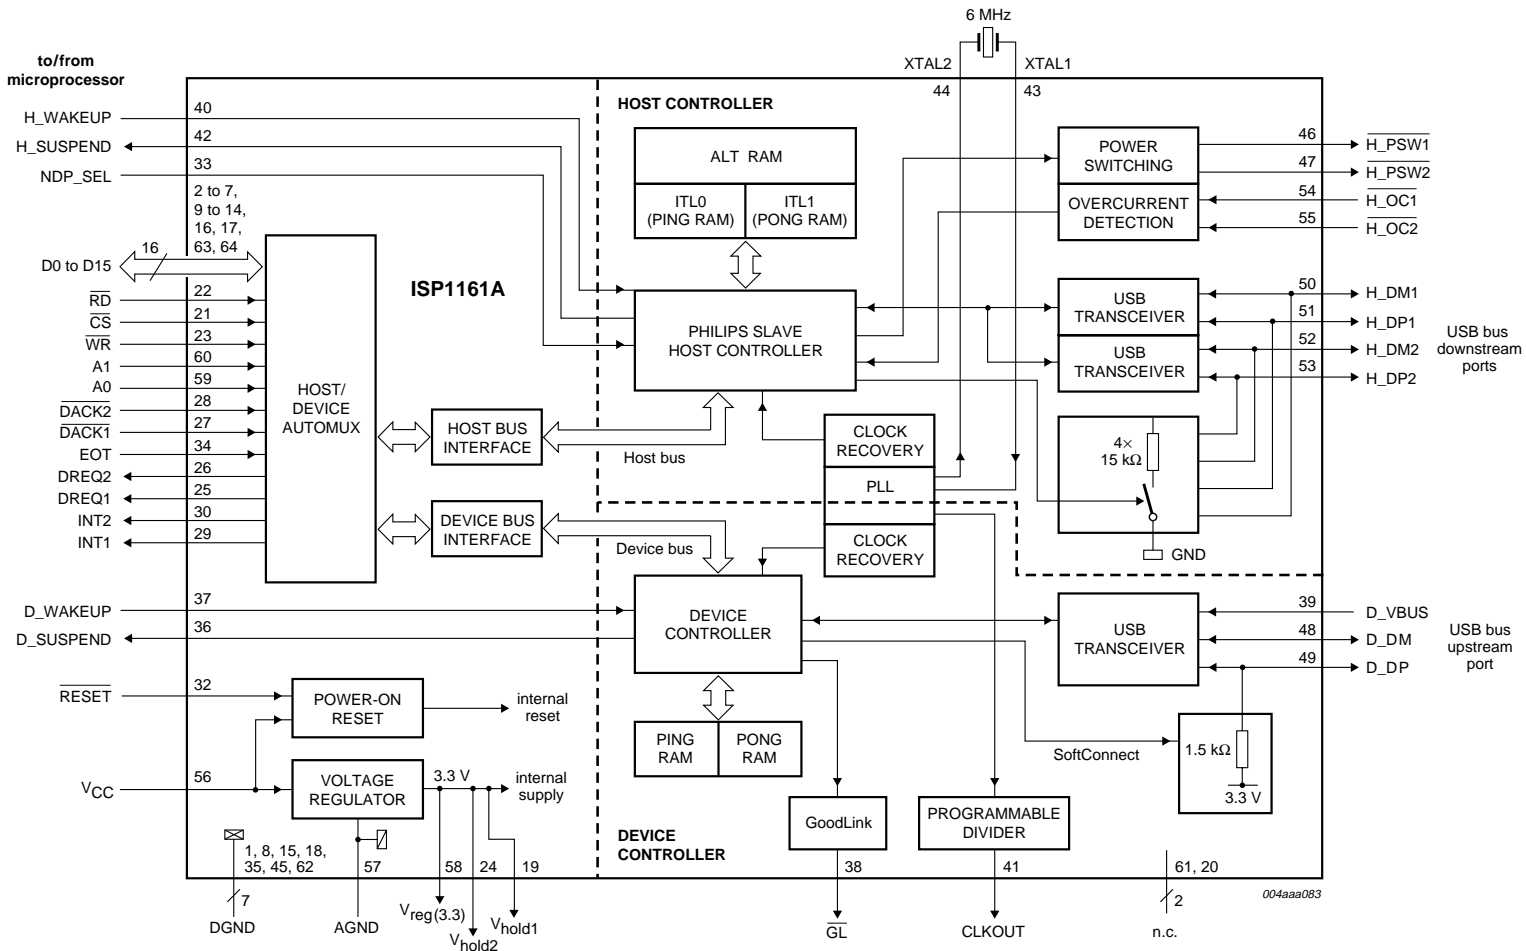 6 MHz
to/from
microprocessor
XTAL2
XTAL1
44
43
HOST CONTROLLER
H_WAKEUP
40
H_SUSPEND
42
NDP_SEL
33
2 to 7,
9 to 14,
16, 17,
63, 64
D0 to D15
16
ISP1161A
RD
22
CS
21
WR
23
A1
60
A0
59
DACK2
28
DACK1
27
EOT
34
DREQ2
26
DREQ1
25
INT2
30
INT1
29
HOST/
DEVICE
AUTOMUX
HOST BUS
INTERFACE
Host bus
DEVICE BUS
INTERFACE
Device bus
ALT RAM
ITL0
(PING RAM)
ITL1
(PONG RAM)
PHILIPS SLAVE
HOST CONTROLLER
CLOCK
RECOVERY
PLL
CLOCK
RECOVERY
POWER
SWITCHING
OVERCURRENT
DETECTION
46
H_PSW1
47
H_PSW2
54
H_OC1
55
H_OC2
USB
TRANSCEIVER
USB
TRANSCEIVER
50
H_DM1
51
H_DP1
52
H_DM2
53
H_DP2
USB bus
downstream
ports
4×
15 kΩ
GND
D_WAKEUP
37
D_SUSPEND
36
DEVICE
CONTROLLER
USB
TRANSCEIVER
39
D_VBUS
48
D_DM
49
D_DP
USB bus
upstream
port
RESET
32
POWER-ON
RESET
internal
reset
PING
RAM
PONG
RAM
SoftConnect
1.5 kΩ
3.3 V
VCC
56
VOLTAGE
REGULATOR
3.3 V
internal
supply
GoodLink
PROGRAMMABLE
DIVIDER
DEVICE
CONTROLLER
1, 8, 15, 18,
35, 45, 62
57
58
24
19
38
41
61, 20
004aaa083
7
2
DGND
AGND
Vreg(3.3)
Vhold2
Vhold1
GL
CLKOUT
n.c.